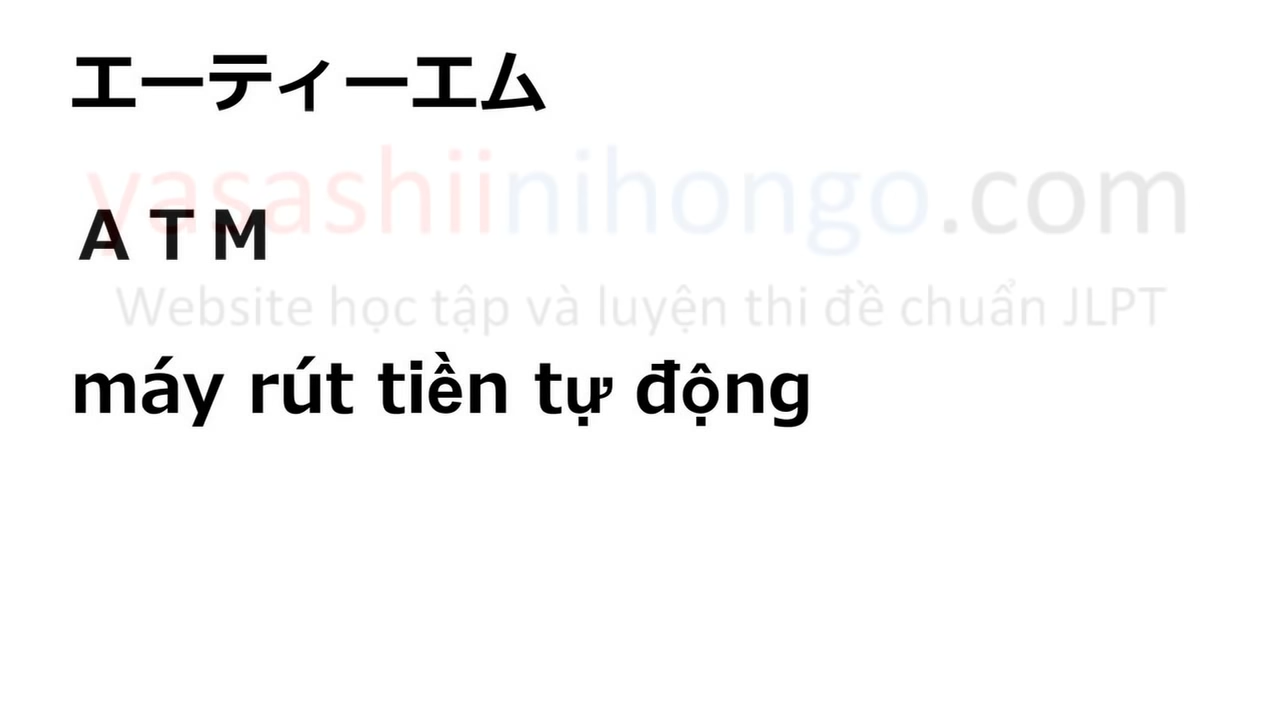 エーティーエム
yasashiinihongo.com
ＡＴＭ
Website học tập và luyện thi đề chuẩn JLPT
máy rút tiền tự động